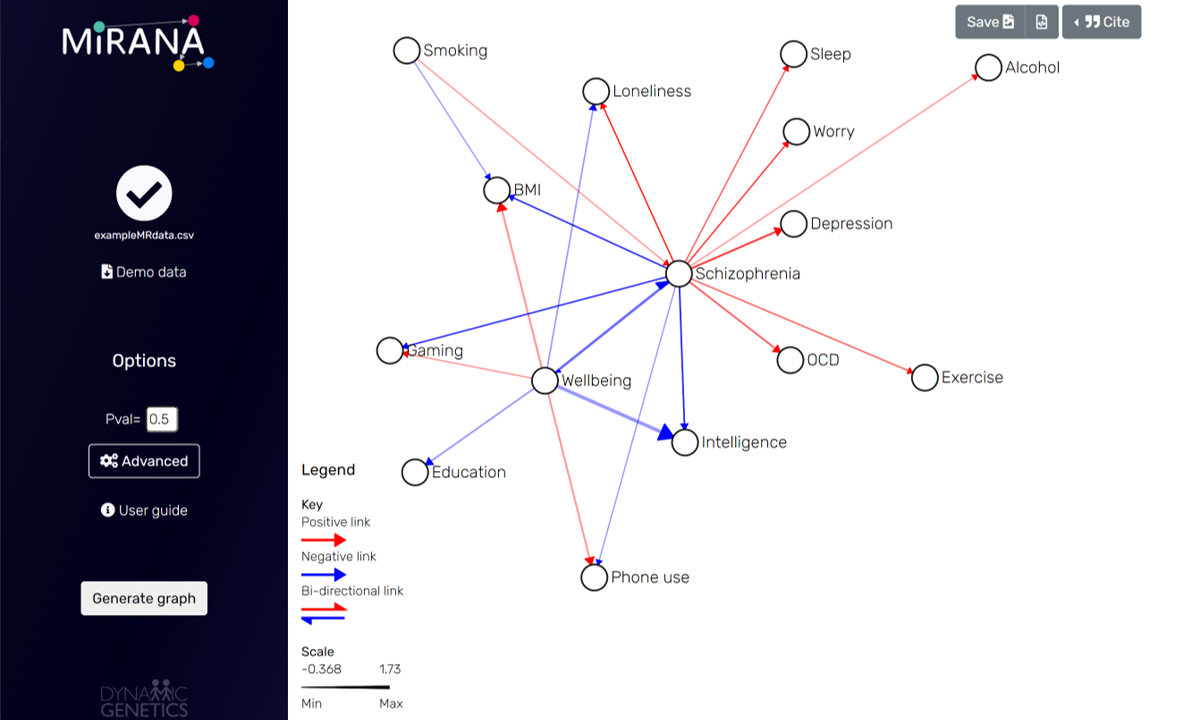 MiRANA
exampleMRdata.csv
Demo data
Options
Pval= 0.5
Advanced
User guide
Generate graph
DYNAMIC
GENETICS
Save
Cite
Smoking
Sleep
Alcohol
Loneliness
Worry
BMI
Depression
Schizophrenia
Gaming
OCD
Wellbeing
Exercise
Intelligence
Education
Phone use
Legend
Key
Positive link
Negative link
Bi-directional link
Scale
-0.368 1.73
Min Max